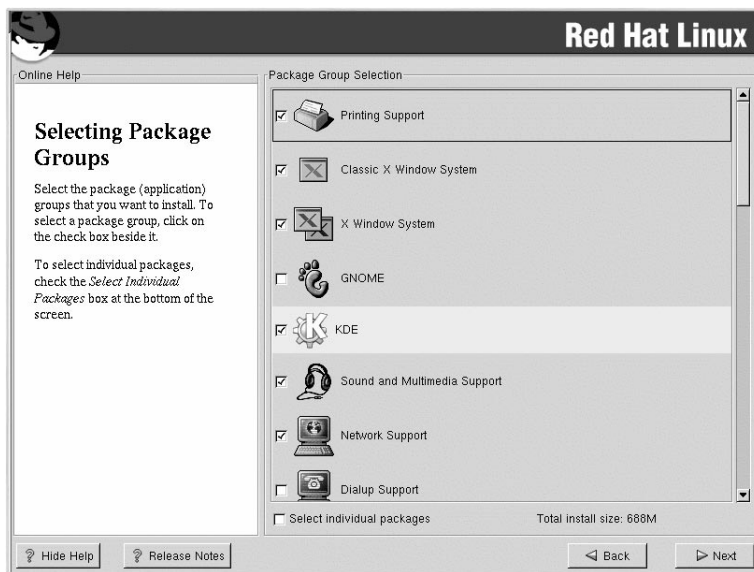 Red Hat Linux
Online Help
Selecting Package
Groups
Select the package (application)
groups that you want to install. To
select a package group, click on
the check box beside it.
To select individual packages,
check the Select Individual
Packages box at the bottom of the
screen.
Package Group Selection
Printing Support
Classic X Window System
X Window System
GNOME
KDE
Sound and Multimedia Support
Network Support
Dialup Support
Select individual packages
Total install size: 688M
Hide Help
Release Notes
Back
Next